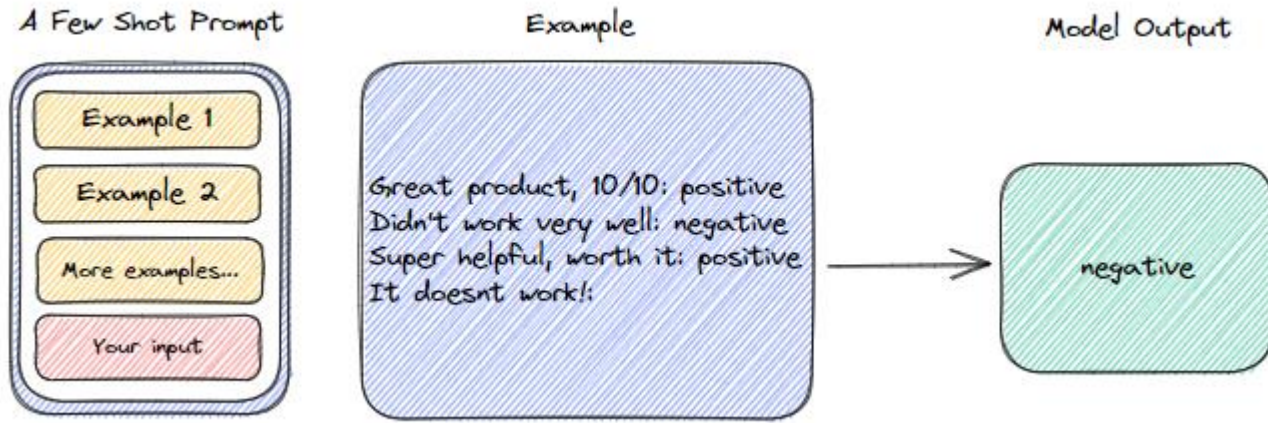 A Few Shot Prompt
Example 1
Example 2
More examples...
Your input
Example
Great product, 10/10: positive
Didn't work very well: negative
Super helpful, worth it: positive
It doesnt work!:
Model Output
negative